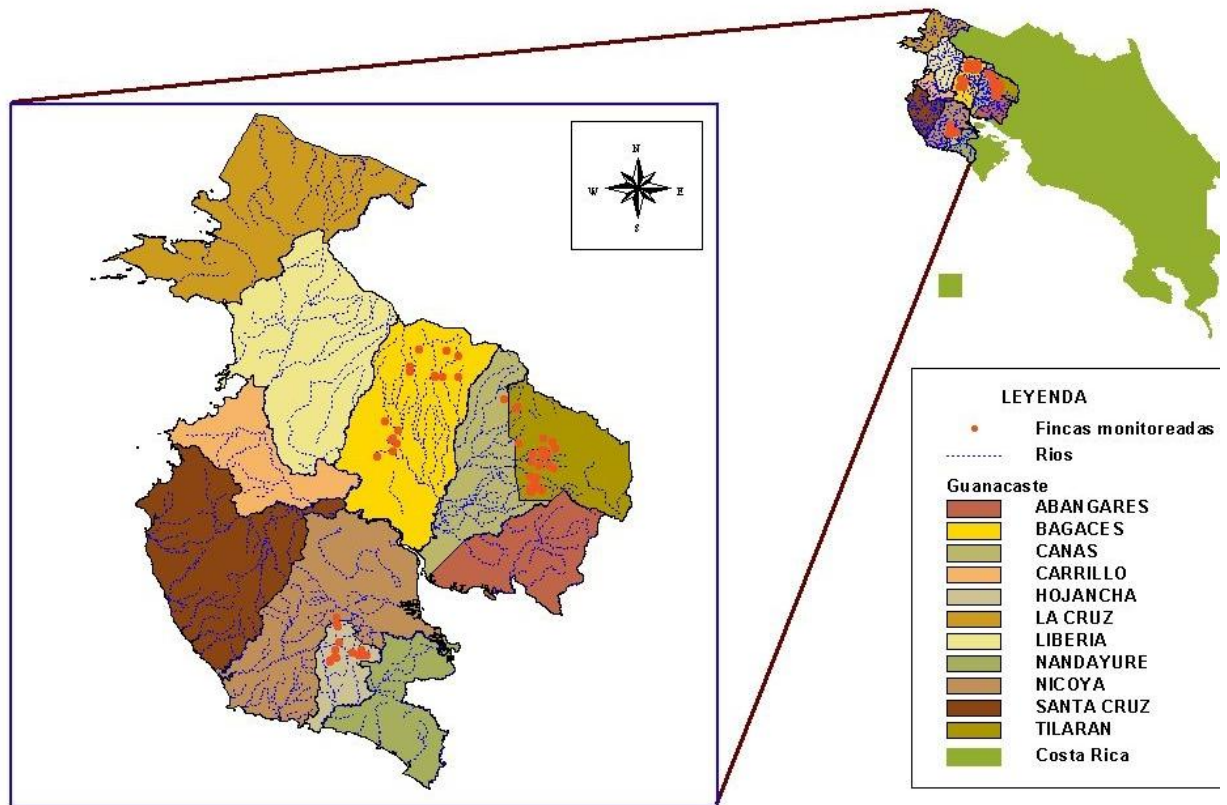 N
W E
S
LEYENDA
Fincas monitoreadas
Rios
Guanacaste
ABANGARES
BAGACES
CANAS
CARRILLO
HOJANCHA
LA CRUZ
LIBERIA
NANDAYURE
NICOYA
SANTA CRUZ
TILARAN
Costa Rica